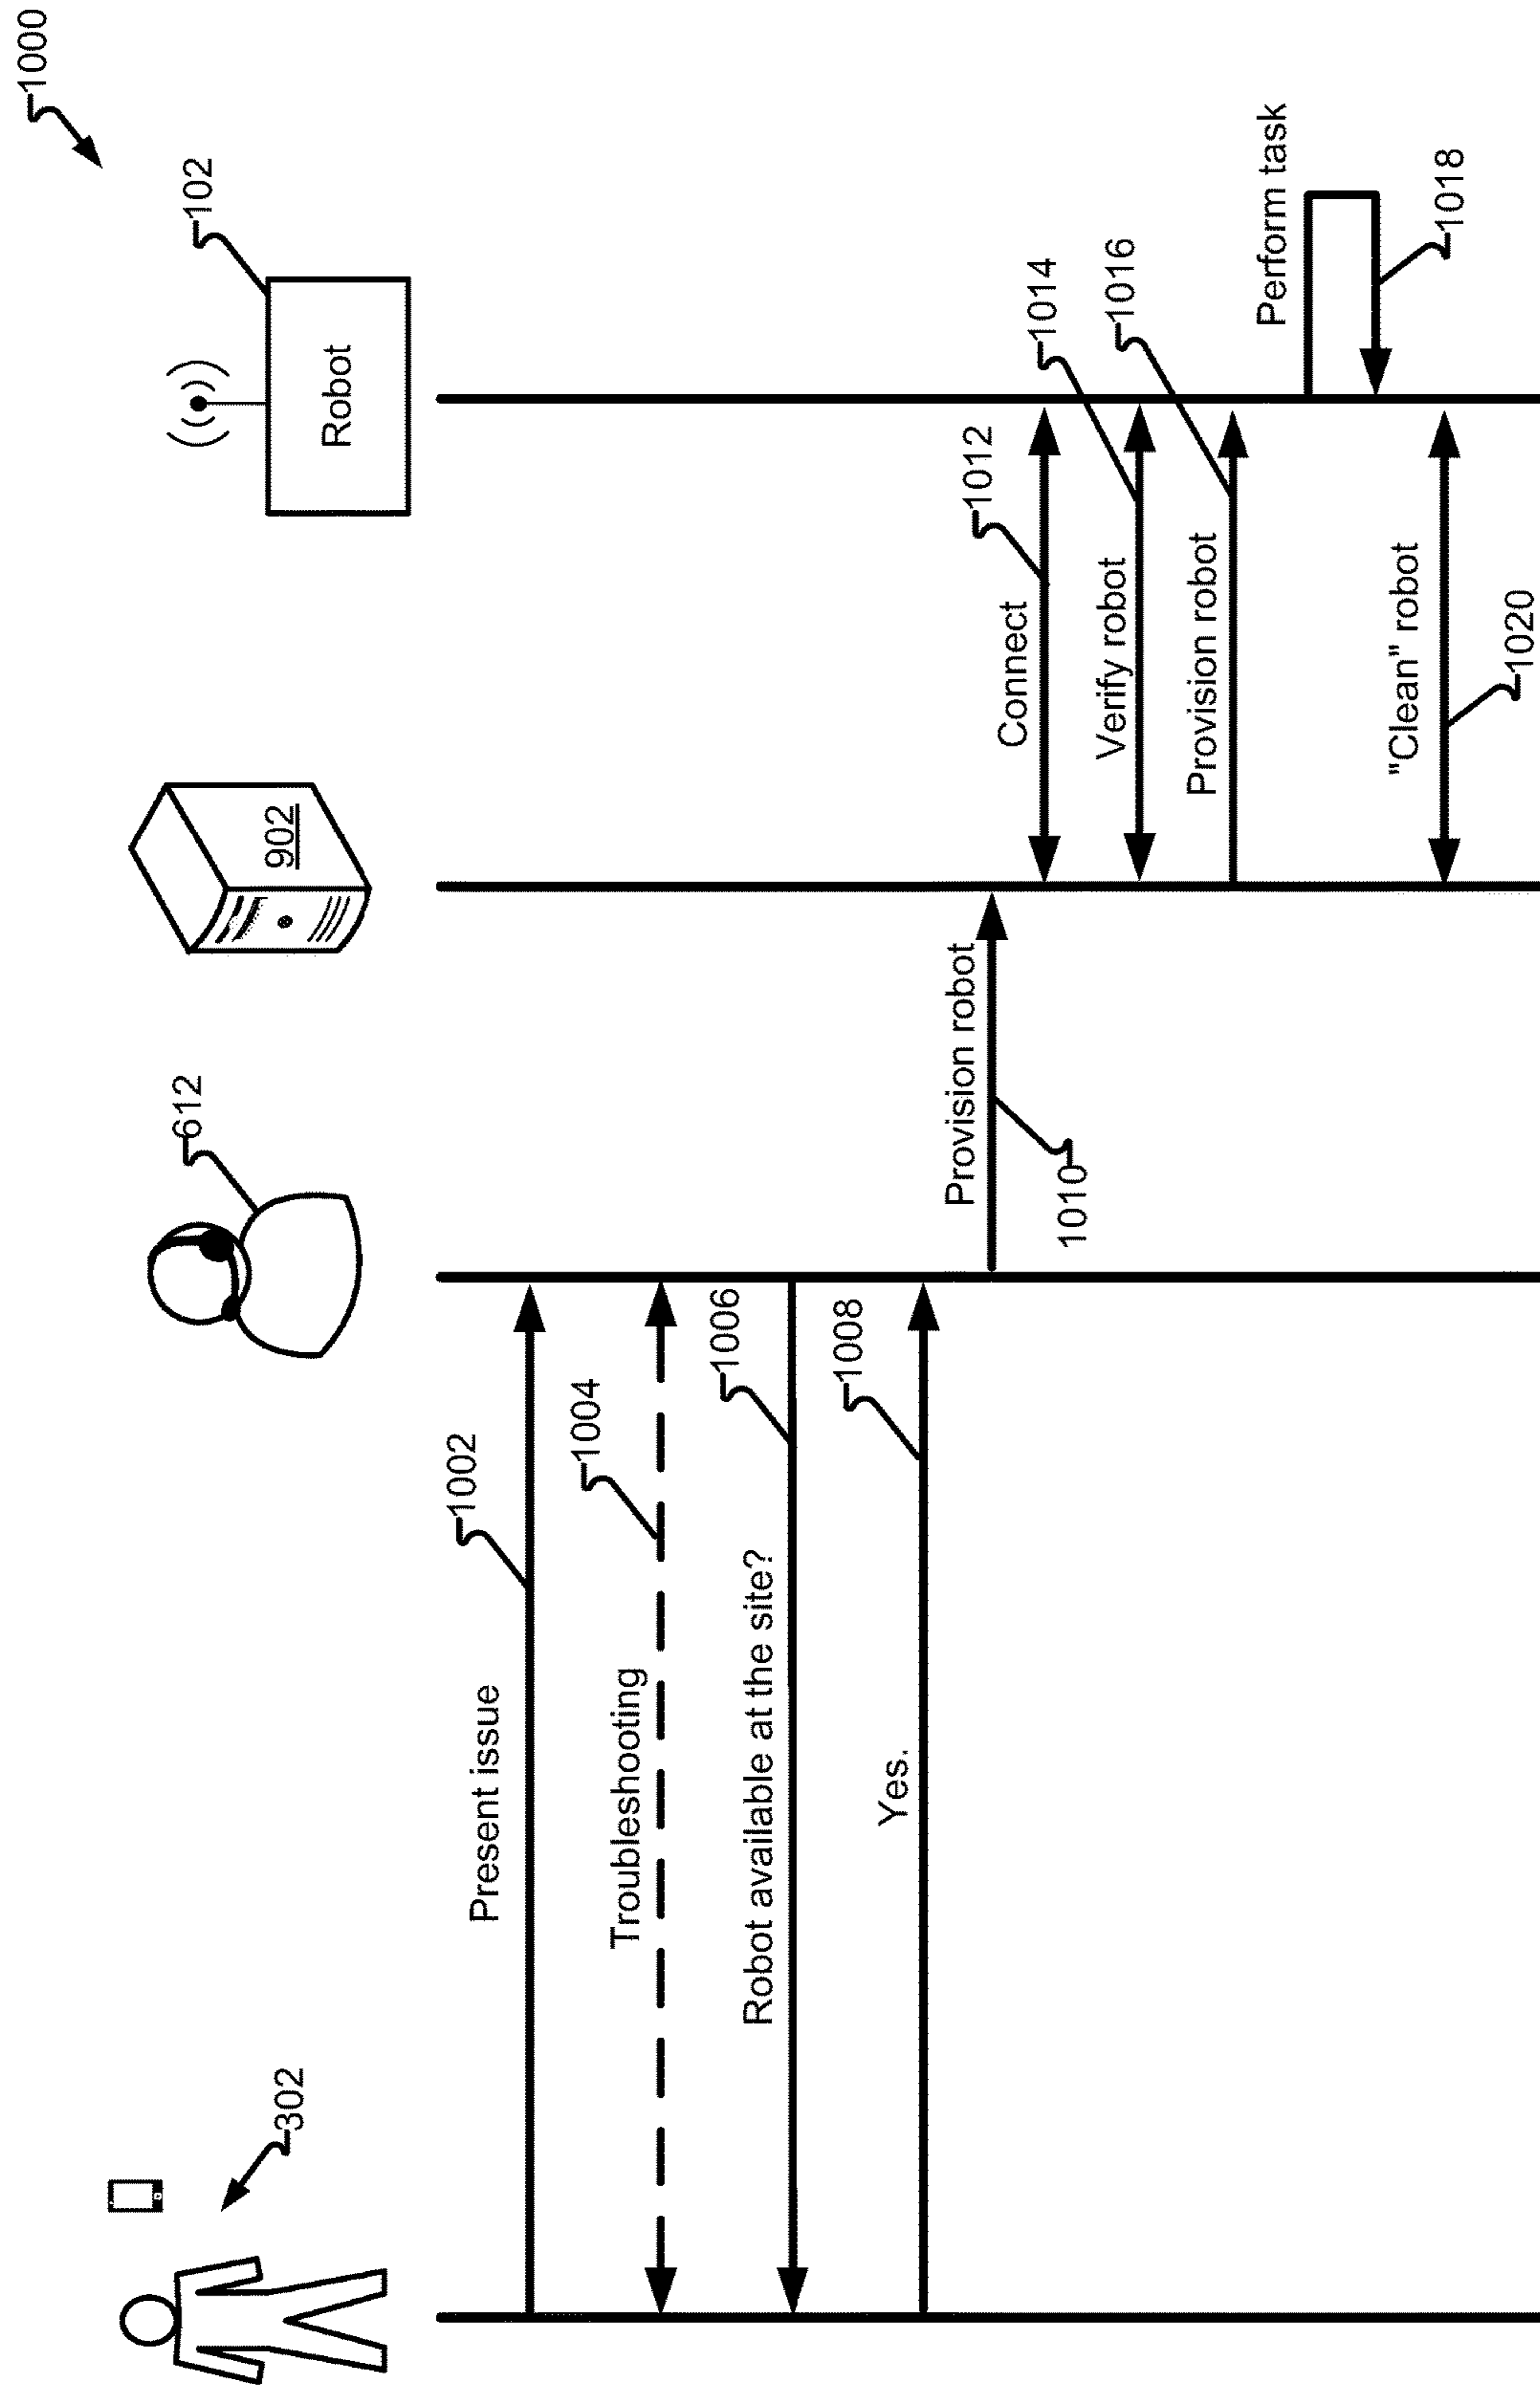 1000
102
Robot
902
612
302
1002
Present issue
1004
Troubleshooting
1006
Robot available at the site?
1008
Yes.
Provision robot
1010
1012
Connect
1014
Verify robot
1016
Provision robot
Perform task
1018
"Clean" robot
1020